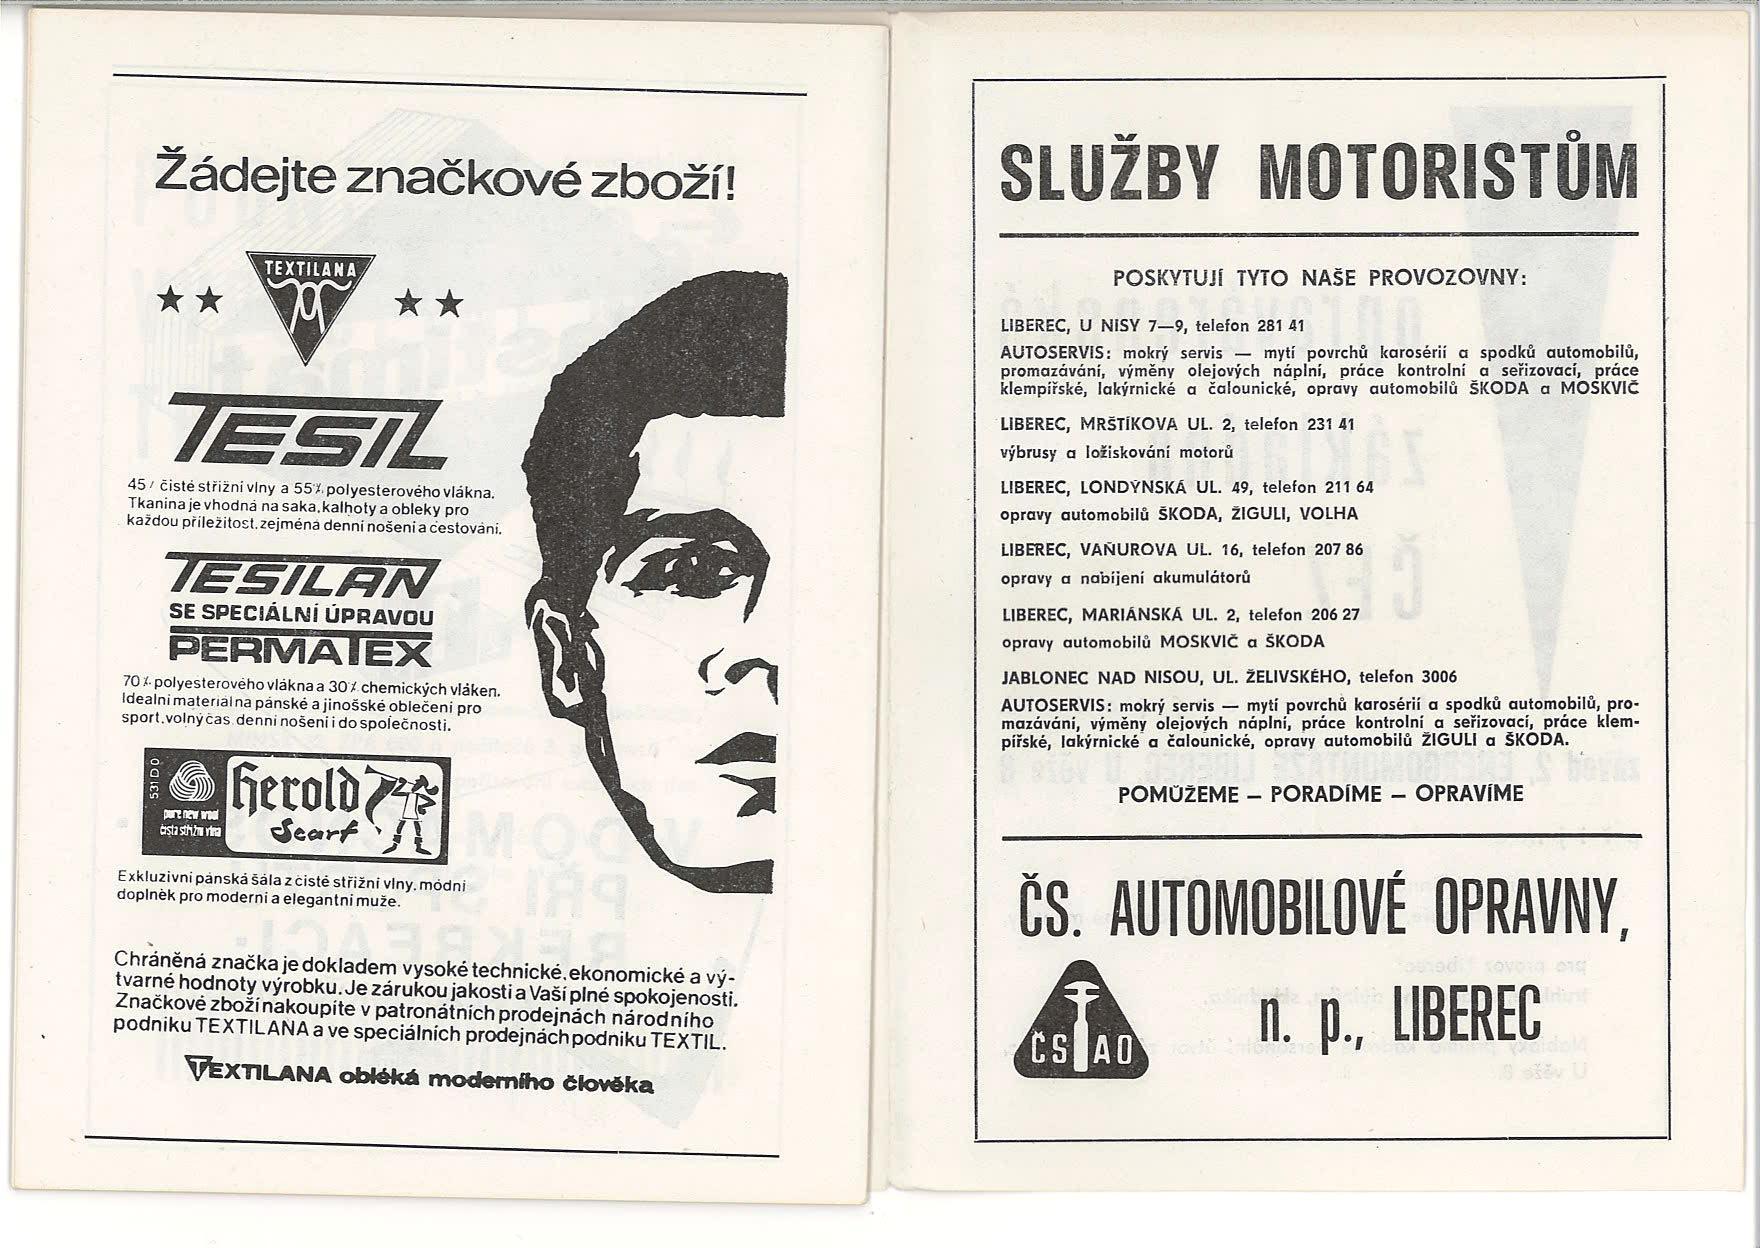 Žádejte značkové zboží!
TEXTILANA
TESIL
45% čisté střižní vlny a 55% polyesterového vlákna.
Tkanina je vhodná na saka, kalhoty a obleky pro
každou příležitost, zejména denní nošení a cestování.
TESILAN
SE SPECIÁLNÍ ÚPRAVOU
PERMATEX
70% polyesterového vlákna a 30% chemických vláken.
Ideální materiál na pánské a jinošské oblečení pro
sport, volný čas, denní nošení i do společnosti.
531 D 0
pure new wool
čistá střižní vlna
herold
Scarf
Exkluzivní pánská šála z čisté střižní vlny, módní
doplněk pro moderní a elegantní muže.
Chráněná značka je dokladem vysoké technické, ekonomické a vý-
tvarné hodnoty výrobku. Je zárukou jakosti a Vaší plné spokojenosti.
Značkové zboží nakoupíte v patronátních prodejnách národního
podniku TEXTILANA a ve speciálních prodejnách podniku TEXTIL.
TEXTILANA obléká moderního člověka
SLUŽBY MOTORISTŮM
POSKYTUJÍ TYTO NAŠE PROVOZOVNY:
LIBEREC, U NISY 7—9, telefon 281 41
AUTOSERVIS: mokrý servis — mytí povrchů karosérií a spodků automobilů,
promazávání, výměny olejových náplní, práce kontrolní a seřizovací, práce
klempířské, lakýrnické a čalounické, opravy automobilů ŠKODA a MOSKVIČ
LIBEREC, MRŠTÍKOVA UL. 2, telefon 231 41
výbrusy a ložiskování motorů
LIBEREC, LONDÝNSKÁ UL. 49, telefon 211 64
opravy automobilů ŠKODA, ŽIGULI, VOLHA
LIBEREC, VAŇUROVA UL. 16, telefon 207 86
opravy a nabíjení akumulátorů
LIBEREC, MARIÁNSKÁ UL. 2, telefon 206 27
opravy automobilů MOSKVIČ a ŠKODA
JABLONEC NAD NISOU, UL. ŽELIVSKÉHO, telefon 3006
AUTOSERVIS: mokrý servis — mytí povrchů karosérií a spodků automobilů, pro-
mazávání, výměny olejových náplní, práce kontrolní a seřizovací, práce klem-
pířské, lakýrnické a čalounické, opravy automobilů ŽIGULI a ŠKODA.
POMŮŽEME – PORADÍME – OPRAVÍME
ČS. AUTOMOBILOVÉ OPRAVNY,
n. p., LIBEREC
ČS AO